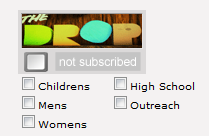 THE
DROP
not subscribed
Childrens
High School
Mens
Outreach
Womens